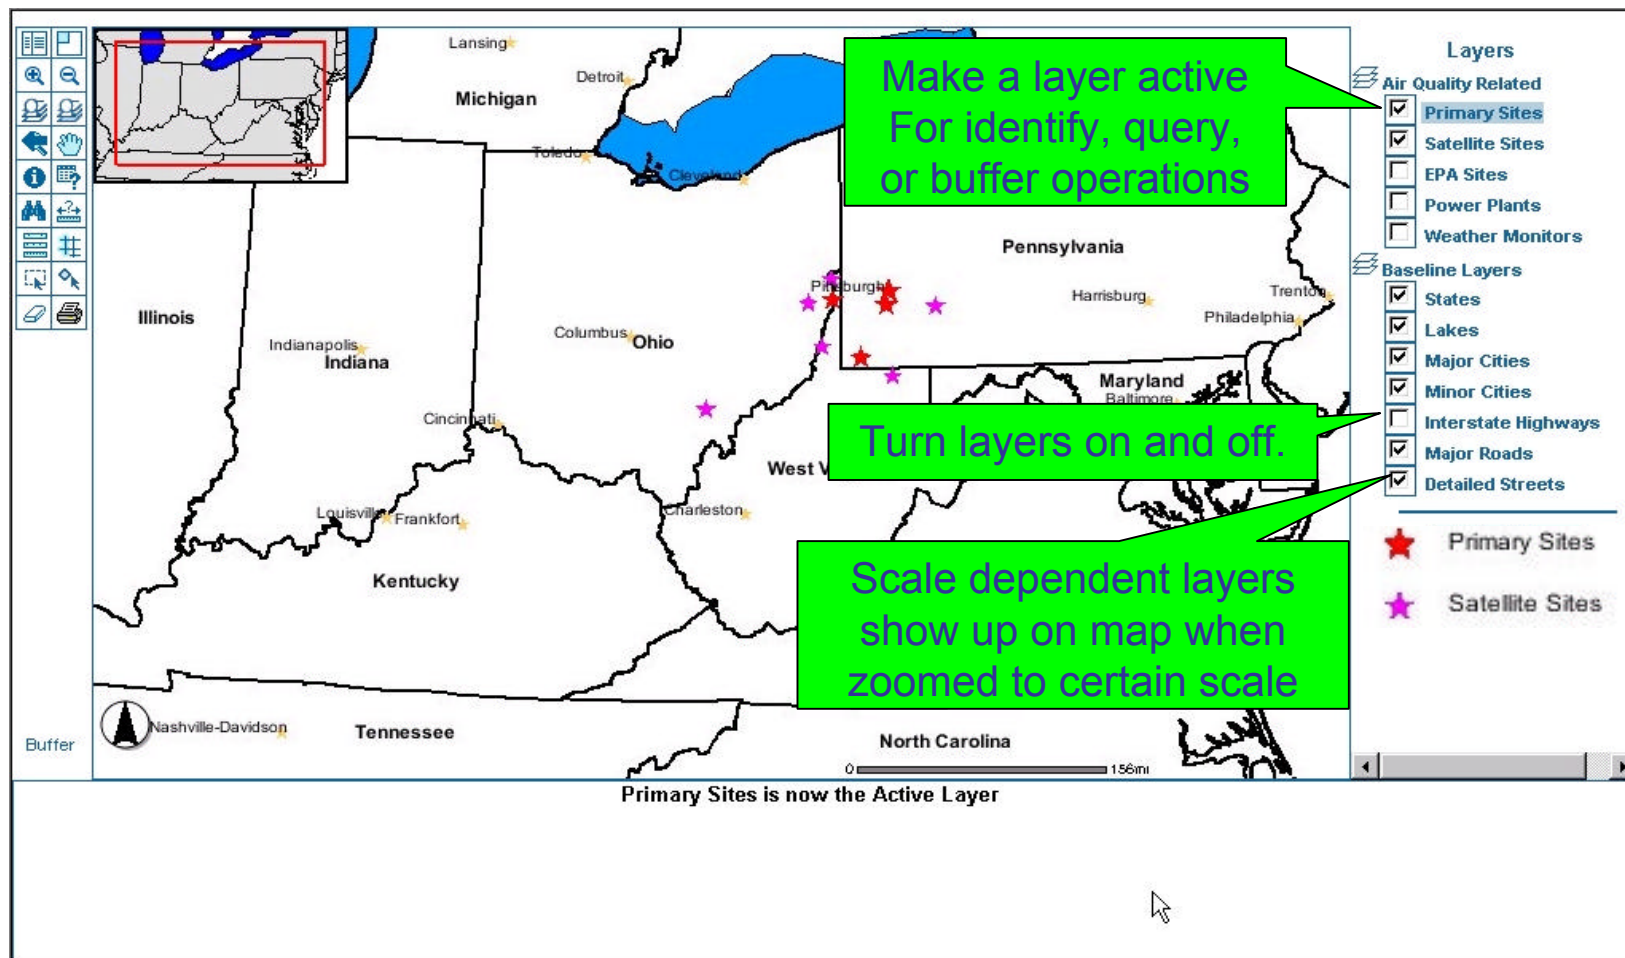 Lansing
Detroit
Michigan
Toledo
Cleveland
Pennsylvania
Pittsburgh
Harrisburg
Trenton
Philadelphia
Illinois
Columbus
Ohio
Indianapolis
Indiana
Maryland
Baltimore
Cincinnati
West V
Louisville
Frankfort
Charleston
Kentucky
Nashville-Davidson
Tennessee
North Carolina
0
156mi
Buffer
Make a layer active
For identify, query,
or buffer operations
Turn layers on and off.
Scale dependent layers
show up on map when
zoomed to certain scale
Layers
Air Quality Related
Primary Sites
Satellite Sites
EPA Sites
Power Plants
Weather Monitors
Baseline Layers
States
Lakes
Major Cities
Minor Cities
Interstate Highways
Major Roads
Detailed Streets
Primary Sites
Satellite Sites
Primary Sites is now the Active Layer